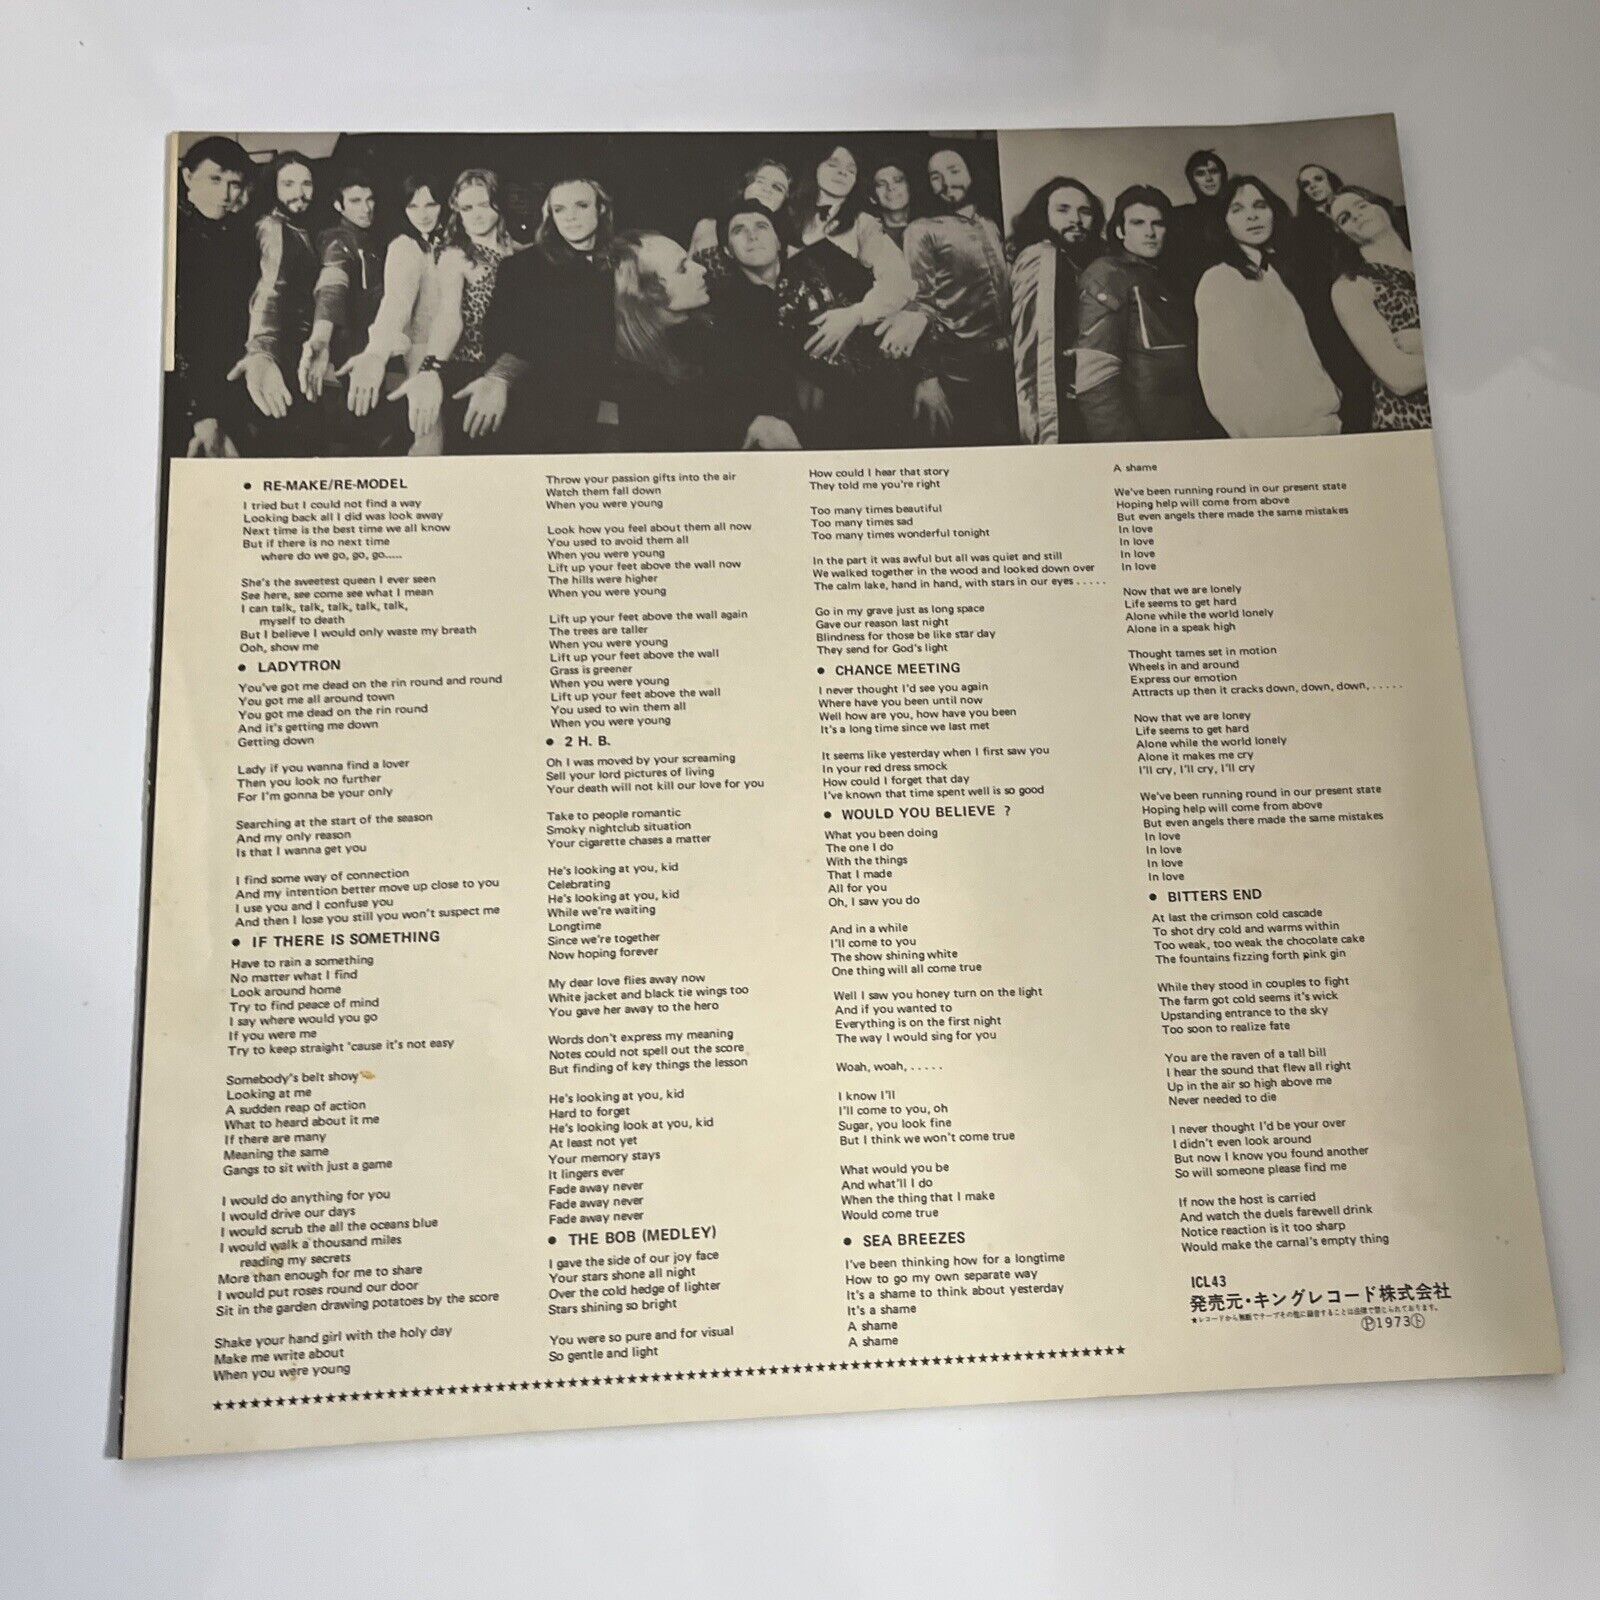 ● RE-MAKE/RE-MODEL
I tried but I could not find a way
Looking back all I did was look away
Next time is the best time we all know
But if there is no next time
where do we go, go, go.....
She's the sweetest queen I ever seen
See here, see come see what I mean
I can talk, talk, talk, talk, talk,
myself to death
But I believe I would only waste my breath
Ooh, show me
● LADYTRON
You've got me dead on the rin round and round
You got me all around town
You got me dead on the rin round
And it's getting me down
Getting down
Lady if you wanna find a lover
Then you look no further
For I'm gonna be your only
Searching at the start of the season
And my only reason
Is that I wanna get you
I find some way of connection
And my intention better move up close to you
I use you and I confuse you
And then I lose you still you won't suspect me
● IF THERE IS SOMETHING
Have to rain a something
No matter what I find
Look around home
Try to find peace of mind
I say where would you go
If you were me
Try to keep straight 'cause it's not easy
Somebody's belt show
Looking at me
A sudden reap of action
What to heard about it me
If there are many
Meaning the same
Gangs to sit with just a game
I would do anything for you
I would drive our days
I would scrub the all the oceans blue
I would walk a thousand miles
reading my secrets
More than enough for me to share
I would put roses round our door
Sit in the garden drawing potatoes by the score
Shake your hand girl with the holy day
Make me write about
When you were young
Throw your passion gifts into the air
Watch them fall down
When you were young
Look how you feel about them all now
You used to avoid them all
When you were young
Lift up your feet above the wall now
The hills were higher
When you were young
Lift up your feet above the wall again
The trees are taller
When you were young
Lift up your feet above the wall
Grass is greener
When you were young
Lift up your feet above the wall
You used to win them all
When you were young
● 2 H. B.
Oh I was moved by your screaming
Sell your lord pictures of living
Your death will not kill our love for you
Take to people romantic
Smoky nightclub situation
Your cigarette chases a matter
He's looking at you, kid
Celebrating
He's looking at you, kid
While we're waiting
Longtime
Since we're together
Now hoping forever
My dear love flies away now
White jacket and black tie wings too
You gave her away to the hero
Words don't express my meaning
Notes could not spell out the score
But finding of key things the lesson
He's looking at you, kid
Hard to forget
He's looking look at you, kid
At least not yet
Your memory stays
It lingers ever
Fade away never
Fade away never
Fade away never
● THE BOB (MEDLEY)
I gave the side of our joy face
Your stars shone all night
Over the cold hedge of lighter
Stars shining so bright
You were so pure and for visual
So gentle and light
How could I hear that story
They told me you're right
Too many times beautiful
Too many times sad
Too many times wonderful tonight
In the part it was awful but all was quiet and still
We walked together in the wood and looked down over
The calm lake, hand in hand, with stars in our eyes . . . . .
Go in my grave just as long space
Gave our reason last night
Blindness for those be like star day
They send for God's light
● CHANCE MEETING
I never thought I'd see you again
Where have you been until now
Well how are you, how have you been
It's a long time since we last met
It seems like yesterday when I first saw you
In your red dress smock
How could I forget that day
I've known that time spent well is so good
● WOULD YOU BELIEVE ?
What you been doing
The one I do
With the things
That I made
All for you
Oh, I saw you do
And in a while
I'll come to you
The show shining white
One thing will all come true
Well I saw you honey turn on the light
And if you wanted to
Everything is on the first night
The way I would sing for you
Woah, woah, . . . . .
I know I'll
I'll come to you, oh
Sugar, you look fine
But I think we won't come true
What would you be
And what'll I do
When the thing that I make
Would come true
● SEA BREEZES
I've been thinking how for a longtime
How to go my own separate way
It's a shame to think about yesterday
It's a shame
A shame
A shame
A shame
We've been running round in our present state
Hoping help will come from above
But even angels there made the same mistakes
In love
In love
In love
In love
Now that we are lonely
Life seems to get hard
Alone while the world lonely
Alone in a speak high
Thought tames set in motion
Wheels in and around
Express our emotion
Attracts up then it cracks down, down, down, . . . . .
Now that we are loney
Life seems to get hard
Alone while the world lonely
Alone it makes me cry
I'll cry, I'll cry, I'll cry
We've been running round in our present state
Hoping help will come from above
But even angels there made the same mistakes
In love
In love
In love
In love
● BITTERS END
At last the crimson cold cascade
To shot dry cold and warms within
Too weak, too weak the chocolate cake
The fountains fizzing forth pink gin
While they stood in couples to fight
The farm got cold seems it's wick
Upstanding entrance to the sky
Too soon to realize fate
You are the raven of a tall bill
I hear the sound that flew all right
Up in the air so high above me
Never needed to die
I never thought I'd be your over
I didn't even look around
But now I know you found another
So will someone please find me
If now the host is carried
And watch the duels farewell drink
Notice reaction is it too sharp
Would make the carnal's empty thing
ICL43
発売元・キングレコード株式会社
★レコードから無断でテープその他に録音することは法律で禁じられております。
Ⓟ1973Ⓣ